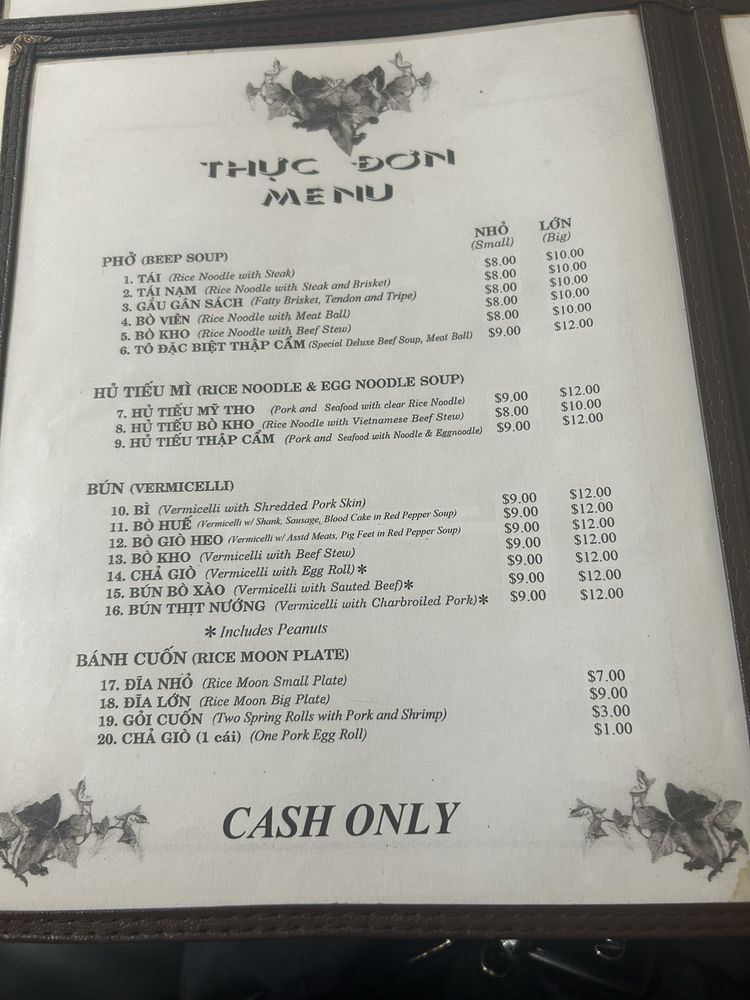 THỰC ĐƠN
MENU
NHỎ LỚN
(Small) (Big)
PHỞ (BEEP SOUP)
1. TÁI (Rice Noodle with Steak) $8.00 $10.00
2. TÁI NẠM (Rice Noodle with Steak and Brisket) $8.00 $10.00
3. GẦU GÂN SÁCH (Fatty Brisket, Tendon and Tripe) $8.00 $10.00
4. BÒ VIÊN (Rice Noodle with Meat Ball) $8.00 $10.00
5. BÒ KHO (Rice Noodle with Beef Stew) $8.00 $10.00
6. TÔ ĐẶC BIỆT THẬP CẨM (Special Deluxe Beef Soup, Meat Ball) $9.00 $12.00
HỦ TIẾU MÌ (RICE NOODLE & EGG NOODLE SOUP)
7. HỦ TIẾU MỸ THO (Pork and Seafood with clear Rice Noodle) $9.00 $12.00
8. HỦ TIẾU BÒ KHO (Rice Noodle with Vietnamese Beef Stew) $8.00 $10.00
9. HỦ TIẾU THẬP CẨM (Pork and Seafood with Noodle & Eggnoodle) $9.00 $12.00
BÚN (VERMICELLI)
10. BÌ (Vermicelli with Shredded Pork Skin) $9.00 $12.00
11. BÒ HUẾ (Vermicelli w/ Shank, Sausage, Blood Cake in Red Pepper Soup) $9.00 $12.00
12. BÒ GIÒ HEO (Vermicelli w/ Asstd Meats, Pig Feet in Red Pepper Soup) $9.00 $12.00
13. BÒ KHO (Vermicelli with Beef Stew) $9.00 $12.00
14. CHẢ GIÒ (Vermicelli with Egg Roll)* $9.00 $12.00
15. BÚN BÒ XÀO (Vermicelli with Sauted Beef)* $9.00 $12.00
16. BÚN THỊT NƯỚNG (Vermicelli with Charbroiled Pork)* $9.00 $12.00
* Includes Peanuts
BÁNH CUỐN (RICE MOON PLATE)
17. ĐĨA NHỎ (Rice Moon Small Plate) $7.00
18. ĐĨA LỚN (Rice Moon Big Plate) $9.00
19. GỎI CUỐN (Two Spring Rolls with Pork and Shrimp) $3.00
20. CHẢ GIÒ (1 cái) (One Pork Egg Roll) $1.00
CASH ONLY